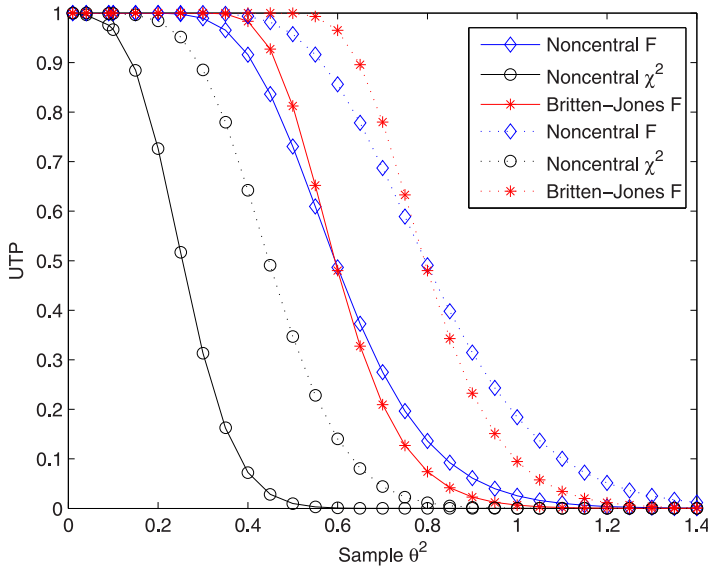 1
0.9
0.8
0.7
0.6
0.5
0.4
0.3
0.2
0.1
0
UTP
Noncentral F
Noncentral χ²
Britten−Jones F
Noncentral F
Noncentral χ²
Britten−Jones F
0 0.2 0.4 0.6 0.8 1 1.2 1.4
Sample θ²